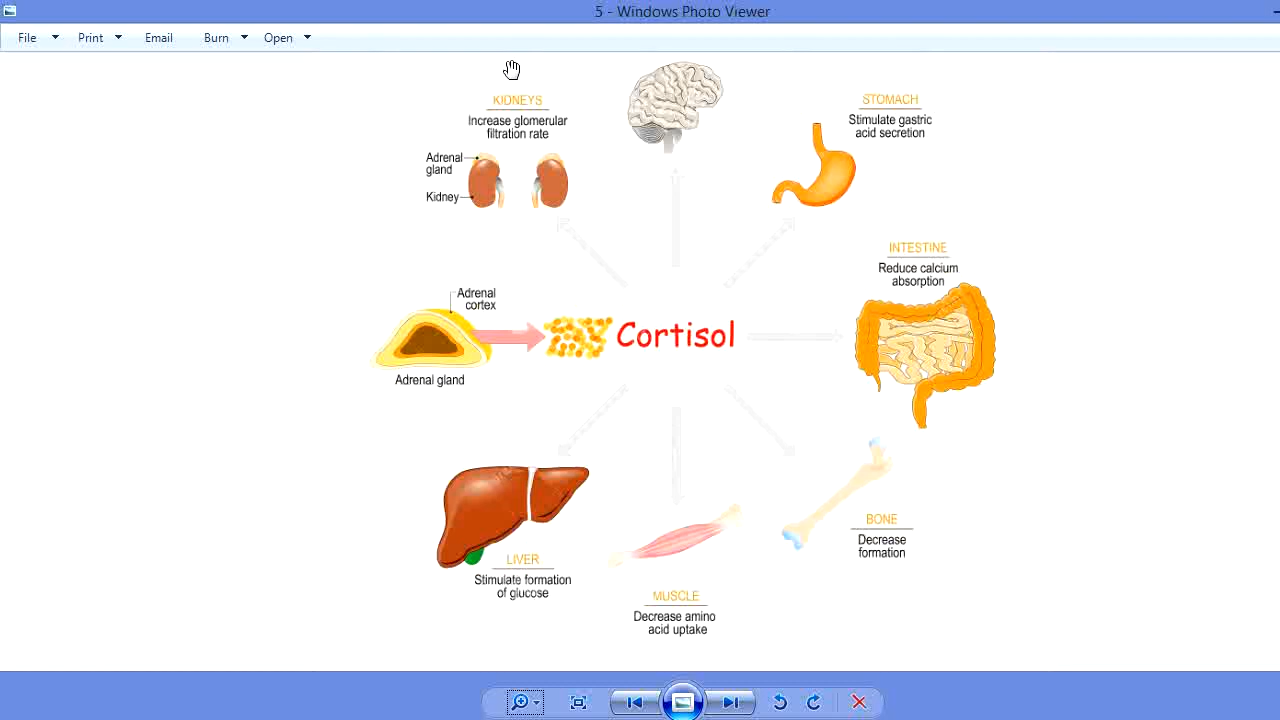 5 - Windows Photo Viewer
File Print Email Burn Open
KIDNEYS
Increase glomerular
filtration rate
Adrenal
gland
Kidney
STOMACH
Stimulate gastric
acid secretion
INTESTINE
Reduce calcium
absorption
Adrenal
cortex
Adrenal gland
Cortisol
LIVER
Stimulate formation
of glucose
MUSCLE
Decrease amino
acid uptake
BONE
Decrease
formation